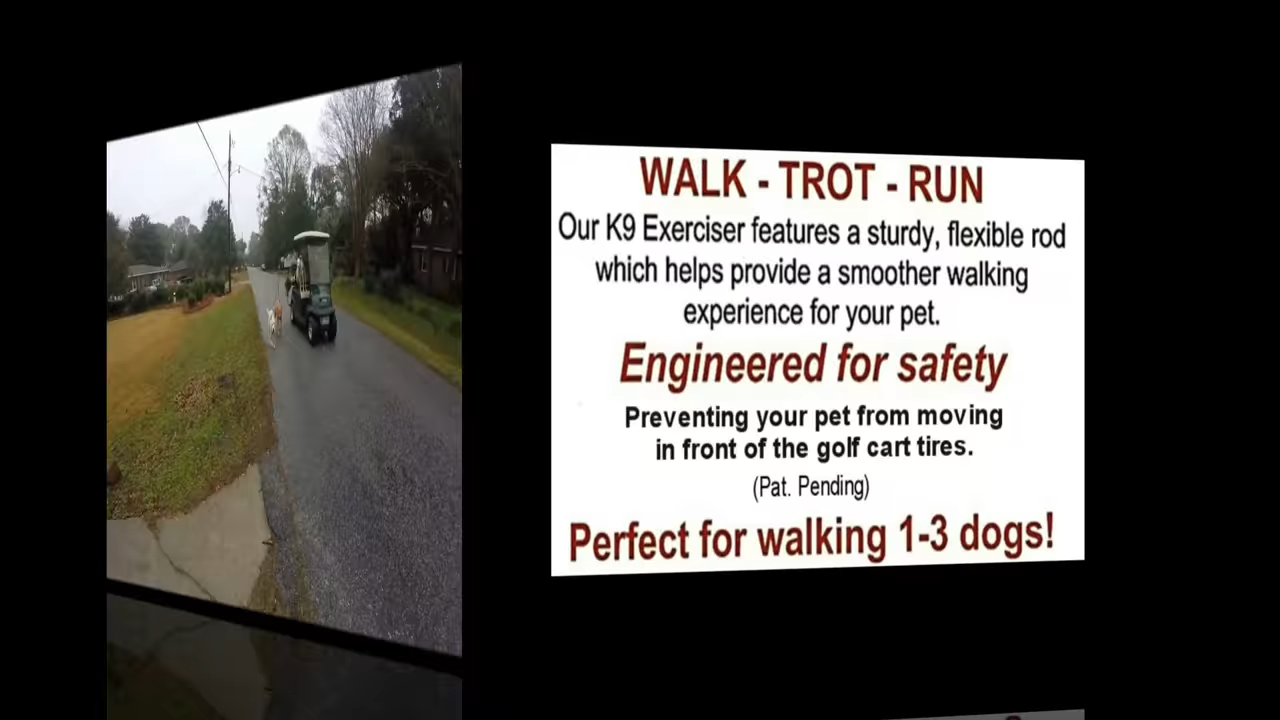 WALK - TROT - RUN
Our K9 Exerciser features a sturdy, flexible rod
which helps provide a smoother walking
experience for your pet.
Engineered for safety
Preventing your pet from moving
in front of the golf cart tires.
(Pat. Pending)
Perfect for walking 1-3 dogs!